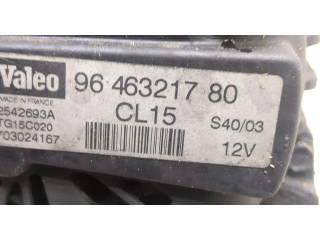 Valeo
MADE IN FRANCE
2542693A
TG15C020
703024167
96 463217 80
CL15
S40/03
12V